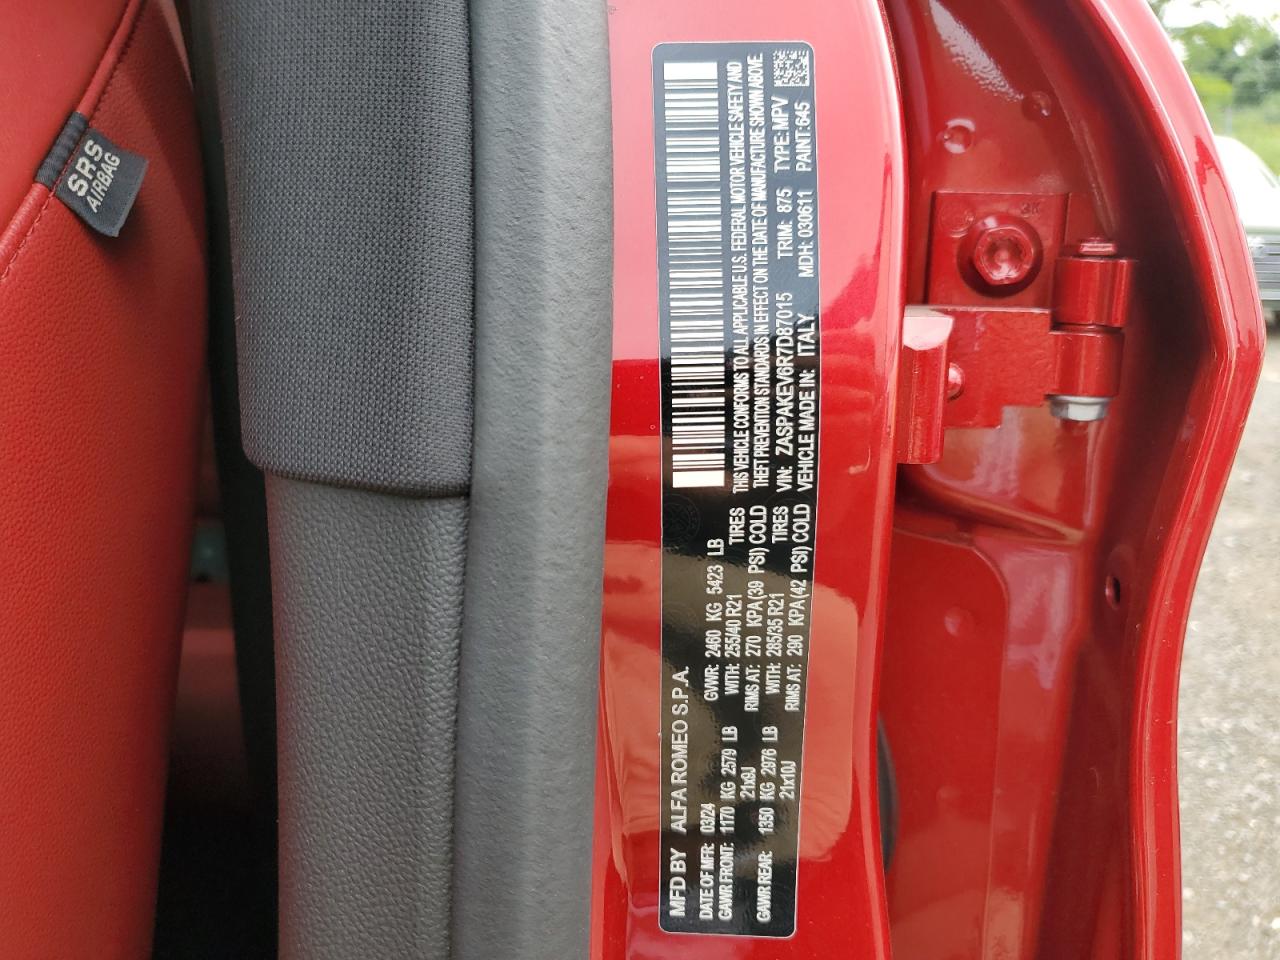 SRS
AIRBAG
MFD BY ALFA ROMEO S.P.A.
DATE OF MFR: 03/24 GVWR: 2460 KG 5423 LB
GAWR FRONT: 1170 KG 2579 LB WITH: 255/40 R21 TIRES
21x9J RIMS AT: 270 KPA (39 PSI) COLD
GAWR REAR: 1350 KG 2976 LB WITH: 285/35 R21 TIRES
21x10J RIMS AT: 290 KPA (42 PSI) COLD
THIS VEHICLE CONFORMS TO ALL APPLICABLE U.S. FEDERAL MOTOR VEHICLE SAFETY AND
THEFT PREVENTION STANDARDS IN EFFECT ON THE DATE OF MANUFACTURE SHOWN ABOVE.
VIN: ZASPAKEV6R7D87015 TRIM: 875 TYPE: MPV
VEHICLE MADE IN: ITALY MDH: 030611 PAINT: 645